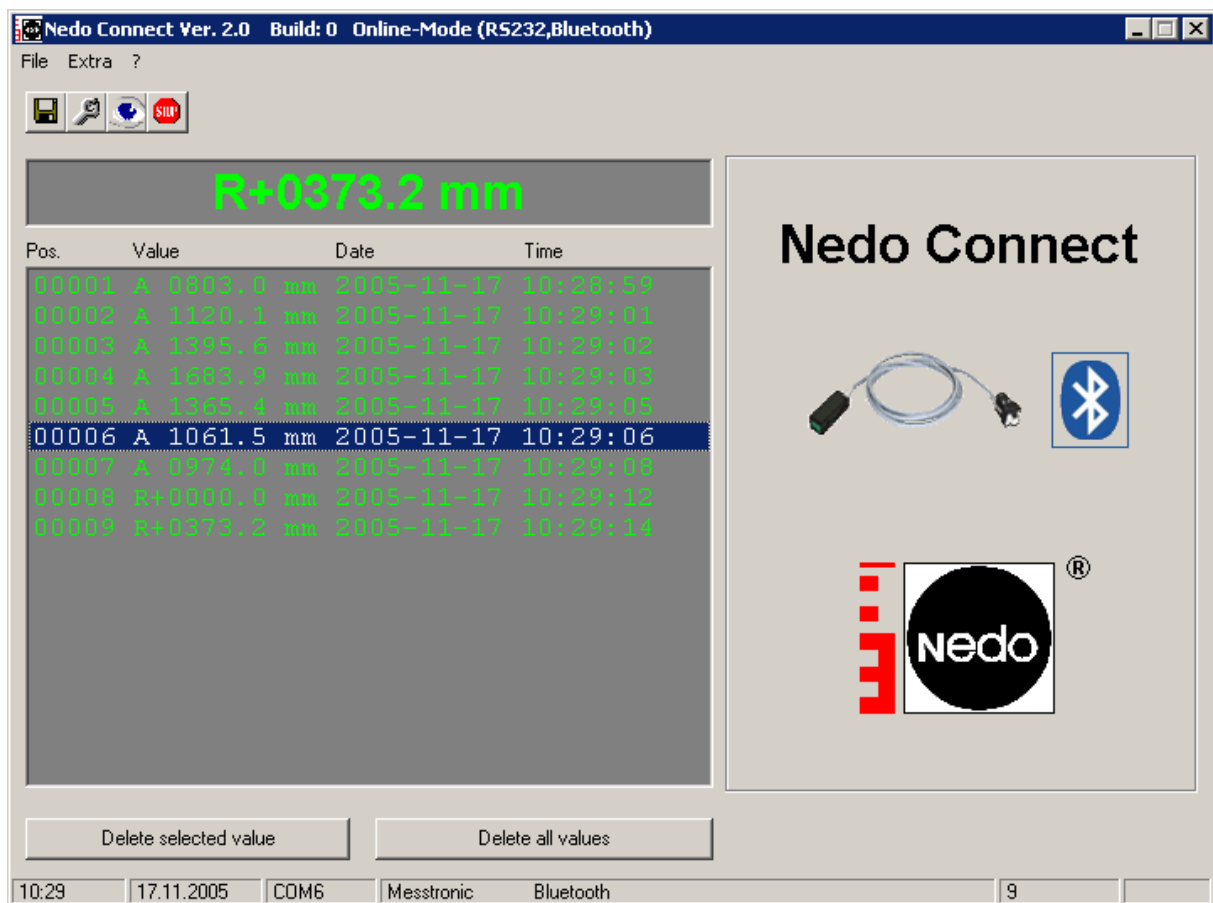 Nedo Connect Ver. 2.0 Build: 0 Online-Mode (RS232,Bluetooth)
File Extra ?
STOP
R+0373.2 mm
Pos. Value Date Time
00001 A 0803.0 mm 2005-11-17 10:28:59
00002 A 1120.1 mm 2005-11-17 10:29:01
00003 A 1395.6 mm 2005-11-17 10:29:02
00004 A 1683.9 mm 2005-11-17 10:29:03
00005 A 1365.4 mm 2005-11-17 10:29:05
00006 A 1061.5 mm 2005-11-17 10:29:06
00007 A 0974.0 mm 2005-11-17 10:29:08
00008 R+0000.0 mm 2005-11-17 10:29:12
00009 R+0373.2 mm 2005-11-17 10:29:14
Delete selected value Delete all values
Nedo Connect
®
Nedo
10:29 17.11.2005 COM6 Messtronic Bluetooth 9